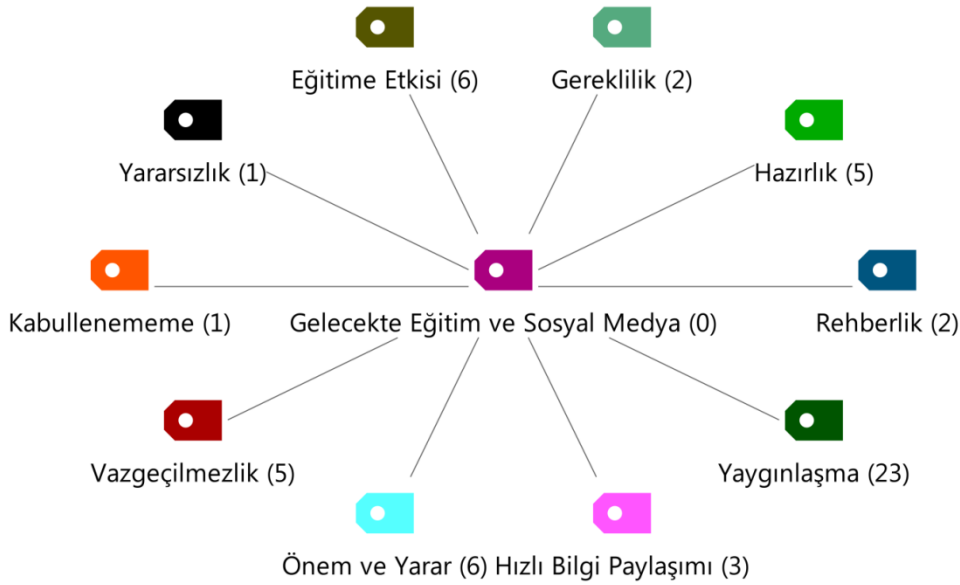 Eğitime Etkisi (6)
Gereklilik (2)
Yararsızlık (1)
Hazırlık (5)
Kabullenememe (1)
Gelecekte Eğitim ve Sosyal Medya (0)
Rehberlik (2)
Vazgeçilmezlik (5)
Yaygınlaşma (23)
Önem ve Yarar (6)
Hızlı Bilgi Paylaşımı (3)